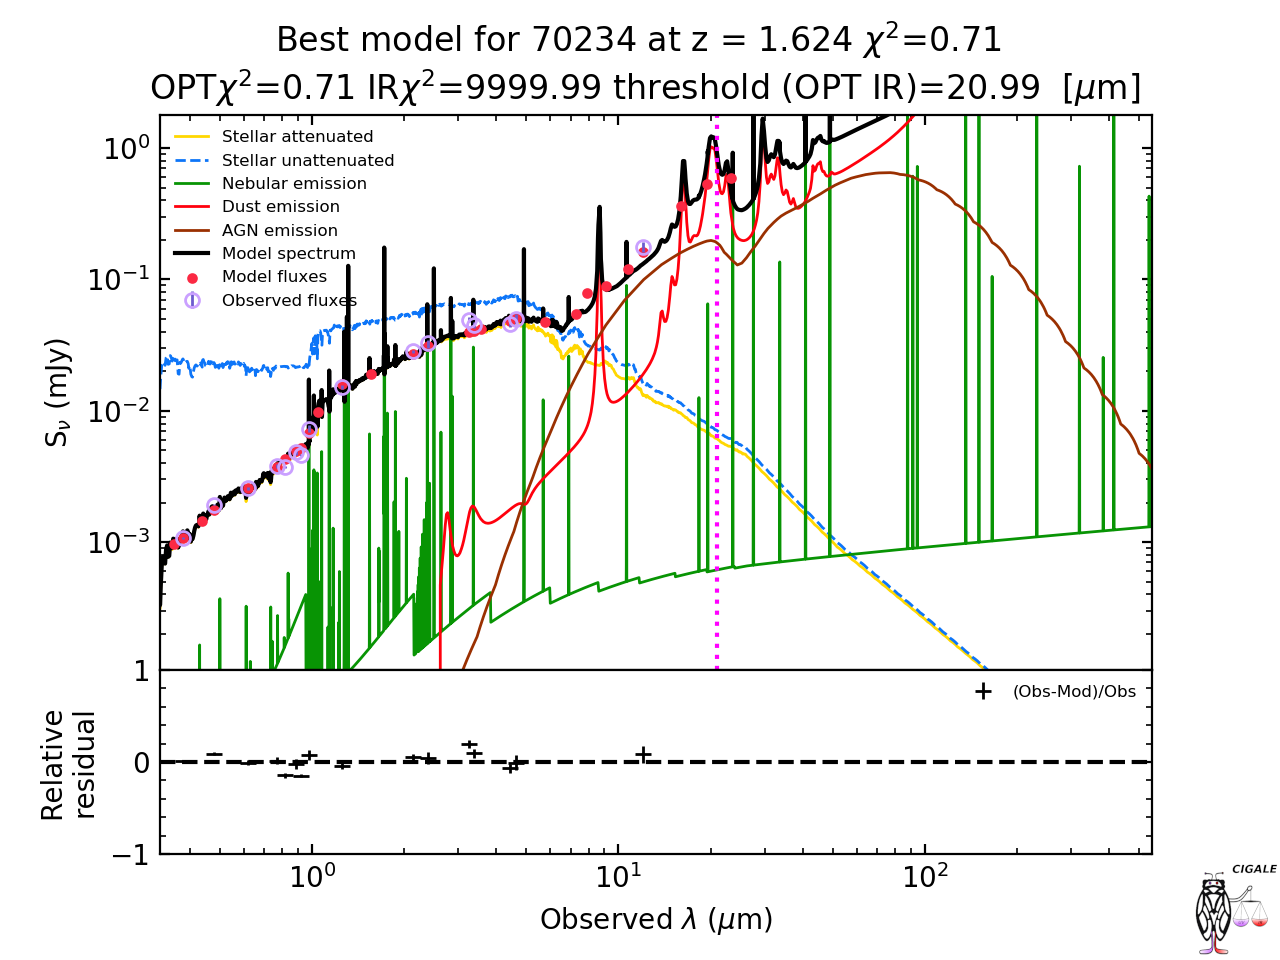 Best model for 70234 at z = 1.624 χ²=0.71
OPTχ²=0.71 IRχ²=9999.99 threshold (OPT IR)=20.99 [μm]
Stellar attenuated
Stellar unattenuated
Nebular emission
Dust emission
AGN emission
Model spectrum
Model fluxes
Observed fluxes
10⁰
10⁻¹
10⁻²
10⁻³
S_ν (mJy)
1
0
−1
Relative
residual
(Obs-Mod)/Obs
10⁰ 10¹ 10²
Observed λ (μm)
CIGALE